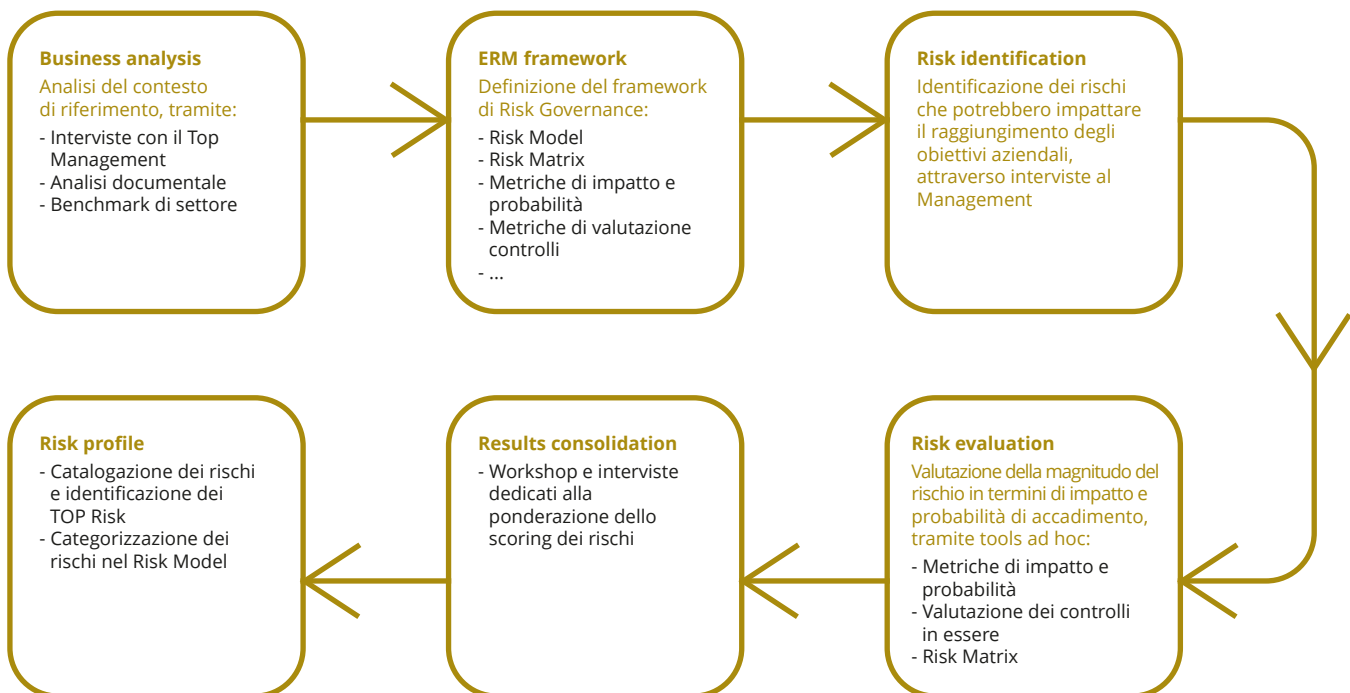 Business analysis
Analisi del contesto
di riferimento, tramite:
- Interviste con il Top
Management
- Analisi documentale
- Benchmark di settore
ERM framework
Definizione del framework
di Risk Governance:
- Risk Model
- Risk Matrix
- Metriche di impatto e
probabilità
- Metriche di valutazione
controlli
- ...
Risk identification
Identificazione dei rischi
che potrebbero impattare
il raggiungimento degli
obiettivi aziendali,
attraverso interviste al
Management
Risk evaluation
Valutazione della magnitudo del
rischio in termini di impatto e
probabilità di accadimento,
tramite tools ad hoc:
- Metriche di impatto e
probabilità
- Valutazione dei controlli
in essere
- Risk Matrix
Results consolidation
- Workshop e interviste
dedicati alla
ponderazione dello
scoring dei rischi
Risk profile
- Catalogazione dei rischi
e identificazione dei
TOP Risk
- Categorizzazione dei
rischi nel Risk Model